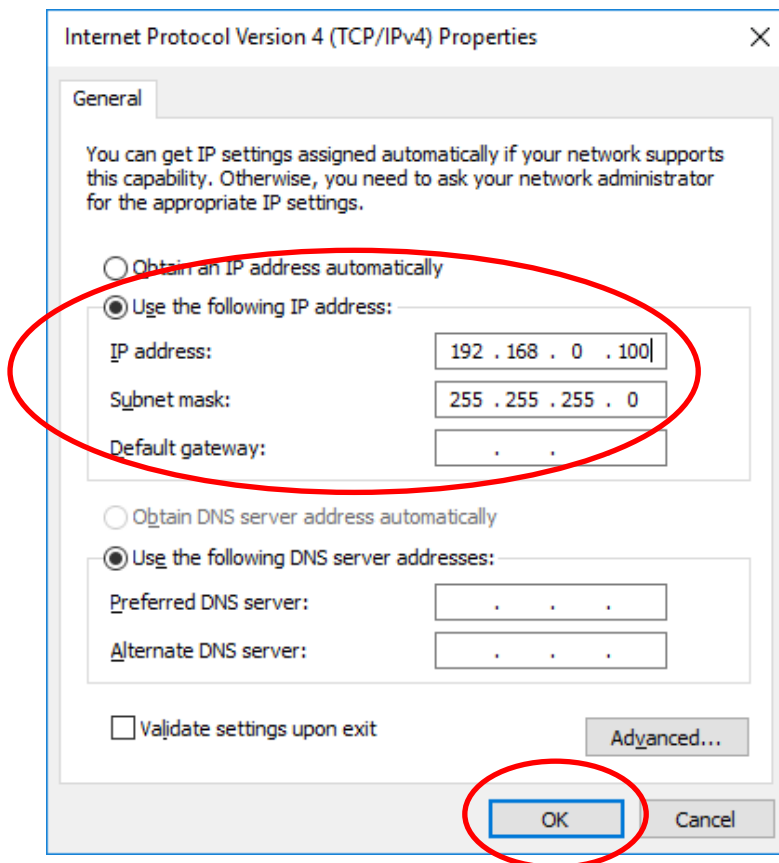 Internet Protocol Version 4 (TCP/IPv4) Properties
General
You can get IP settings assigned automatically if your network supports
this capability. Otherwise, you need to ask your network administrator
for the appropriate IP settings.
Obtain an IP address automatically
Use the following IP address:
IP address: 192 . 168 . 0 . 100
Subnet mask: 255 . 255 . 255 . 0
Default gateway: . . .
Obtain DNS server address automatically
Use the following DNS server addresses:
Preferred DNS server: . . .
Alternate DNS server: . . .
Validate settings upon exit
Advanced...
OK Cancel